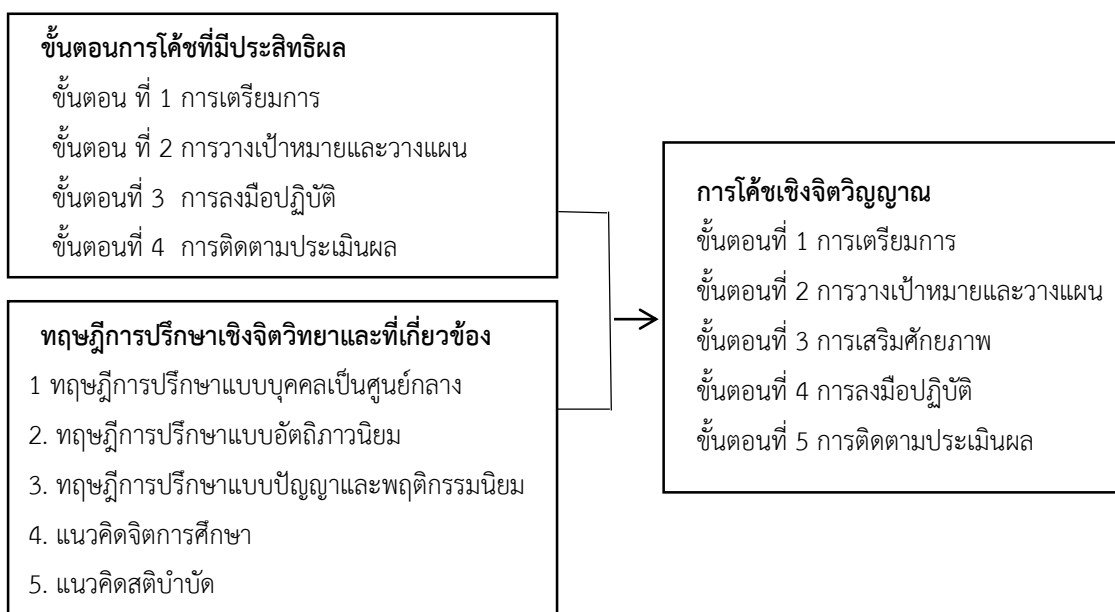 ขั้นตอนการโค้ชที่มีประสิทธิผล
ขั้นตอน ที่ 1 การเตรียมการ
ขั้นตอน ที่ 2 การวางเป้าหมายและวางแผน
ขั้นตอนที่ 3 การลงมือปฏิบัติ
ขั้นตอนที่ 4 การติดตามประเมินผล
ทฤษฎีการปรึกษาเชิงจิตวิทยาและที่เกี่ยวข้อง
1 ทฤษฎีการปรึกษาแบบบุคคลเป็นศูนย์กลาง
2. ทฤษฎีการปรึกษาแบบอัตถิภาวนิยม
3. ทฤษฎีการปรึกษาแบบปัญญาและพฤติกรรมนิยม
4. แนวคิดจิตการศึกษา
5. แนวคิดสติบำบัด
การโค้ชเชิงจิตวิญญาณ
ขั้นตอนที่ 1 การเตรียมการ
ขั้นตอนที่ 2 การวางเป้าหมายและวางแผน
ขั้นตอนที่ 3 การเสริมศักยภาพ
ขั้นตอนที่ 4 การลงมือปฏิบัติ
ขั้นตอนที่ 5 การติดตามประเมินผล